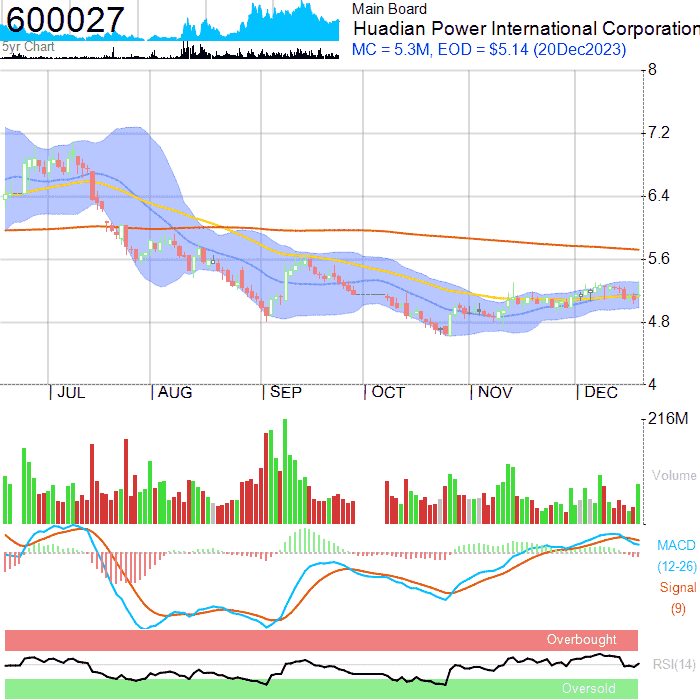 600027
5yr Chart
Main Board
Huadian Power International Corporation
MC = 5.3M, EOD = $5.14 (20Dec2023)
8
7.2
6.4
5.6
4.8
4
JUL
AUG
SEP
OCT
NOV
DEC
216M
Volume
MACD
(12-26)
Signal
(9)
Overbought
RSI(14)
Oversold